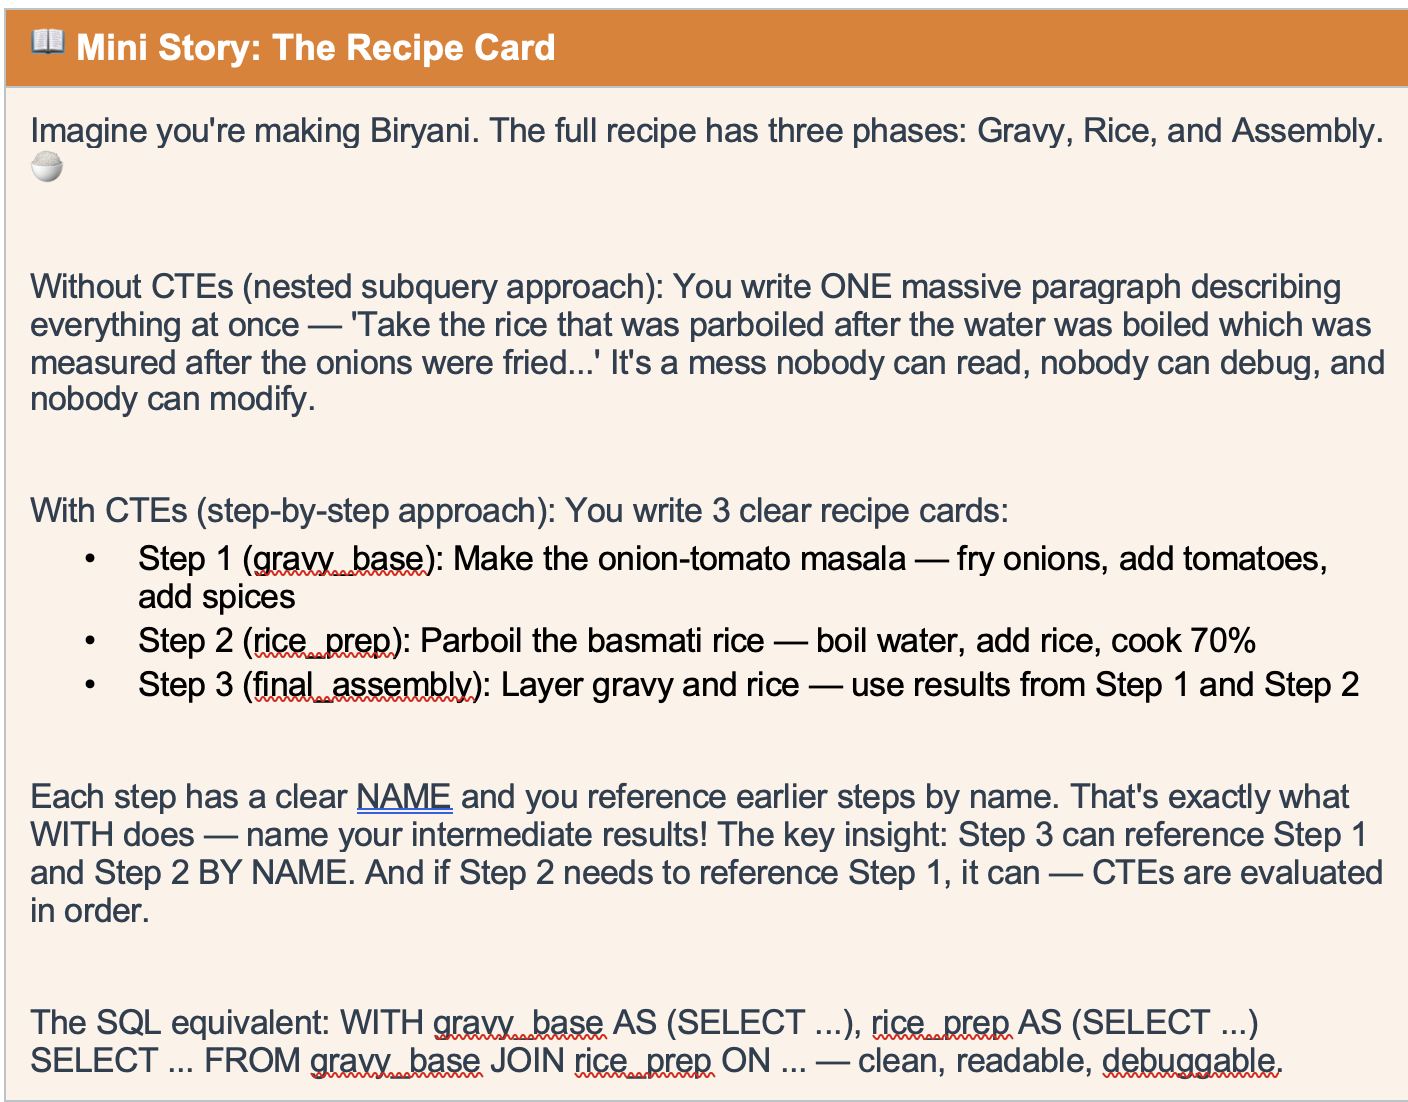 📖 Mini Story: The Recipe Card
Imagine you're making Biryani. The full recipe has three phases: Gravy, Rice, and Assembly.
🍚
Without CTEs (nested subquery approach): You write ONE massive paragraph describing
everything at once — 'Take the rice that was parboiled after the water was boiled which was
measured after the onions were fried...' It's a mess nobody can read, nobody can debug, and
nobody can modify.
With CTEs (step-by-step approach): You write 3 clear recipe cards:
• Step 1 (gravy_base): Make the onion-tomato masala — fry onions, add tomatoes,
add spices
• Step 2 (rice_prep): Parboil the basmati rice — boil water, add rice, cook 70%
• Step 3 (final_assembly): Layer gravy and rice — use results from Step 1 and Step 2
Each step has a clear NAME and you reference earlier steps by name. That's exactly what
WITH does — name your intermediate results! The key insight: Step 3 can reference Step 1
and Step 2 BY NAME. And if Step 2 needs to reference Step 1, it can — CTEs are evaluated
in order.
The SQL equivalent: WITH gravy_base AS (SELECT ...), rice_prep AS (SELECT ...)
SELECT ... FROM gravy_base JOIN rice_prep ON ... — clean, readable, debuggable.